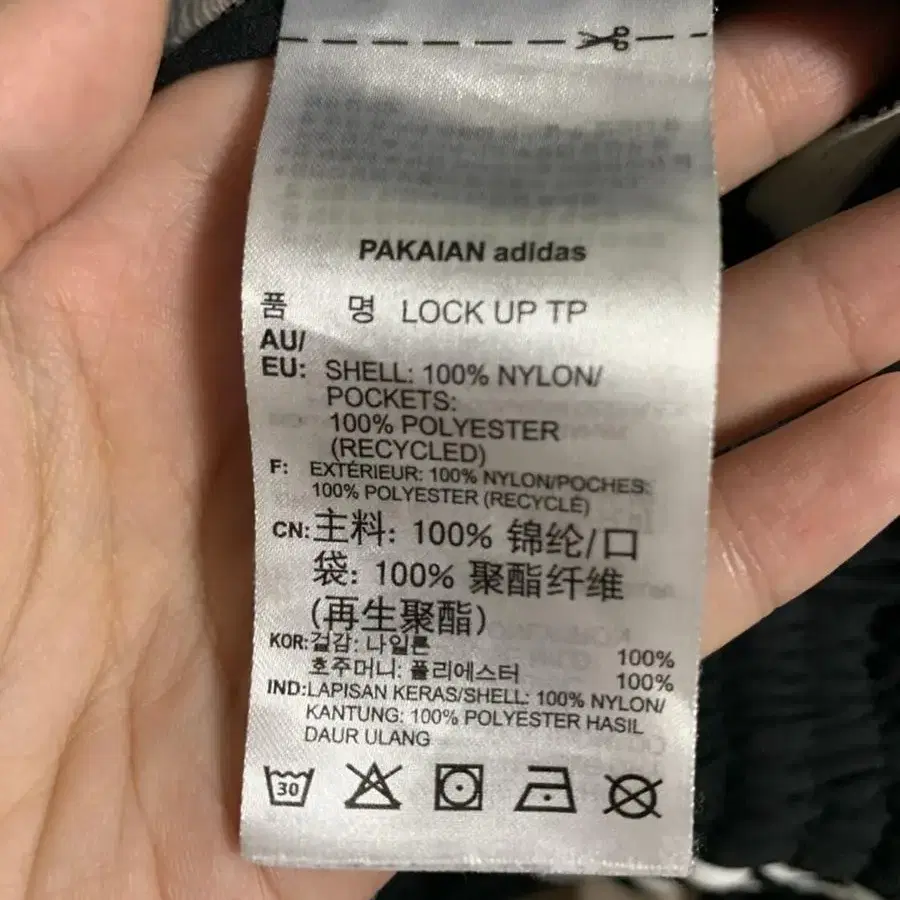 PAKAIAN adidas
품 명 LOCK UP TP
AU/
EU: SHELL: 100% NYLON/
POCKETS:
100% POLYESTER
(RECYCLED)
F: EXTÉRIEUR: 100% NYLON/POCHES:
100% POLYESTER (RECYCLÉ)
CN: 主料: 100% 锦纶/口
袋: 100% 聚酯纤维
(再生聚酯)
KOR: 겉감: 나일론 100%
호주머니: 폴리에스터 100%
IND: LAPISAN KERAS/SHELL: 100% NYLON/
KANTUNG: 100% POLYESTER HASIL
DAUR ULANG
30